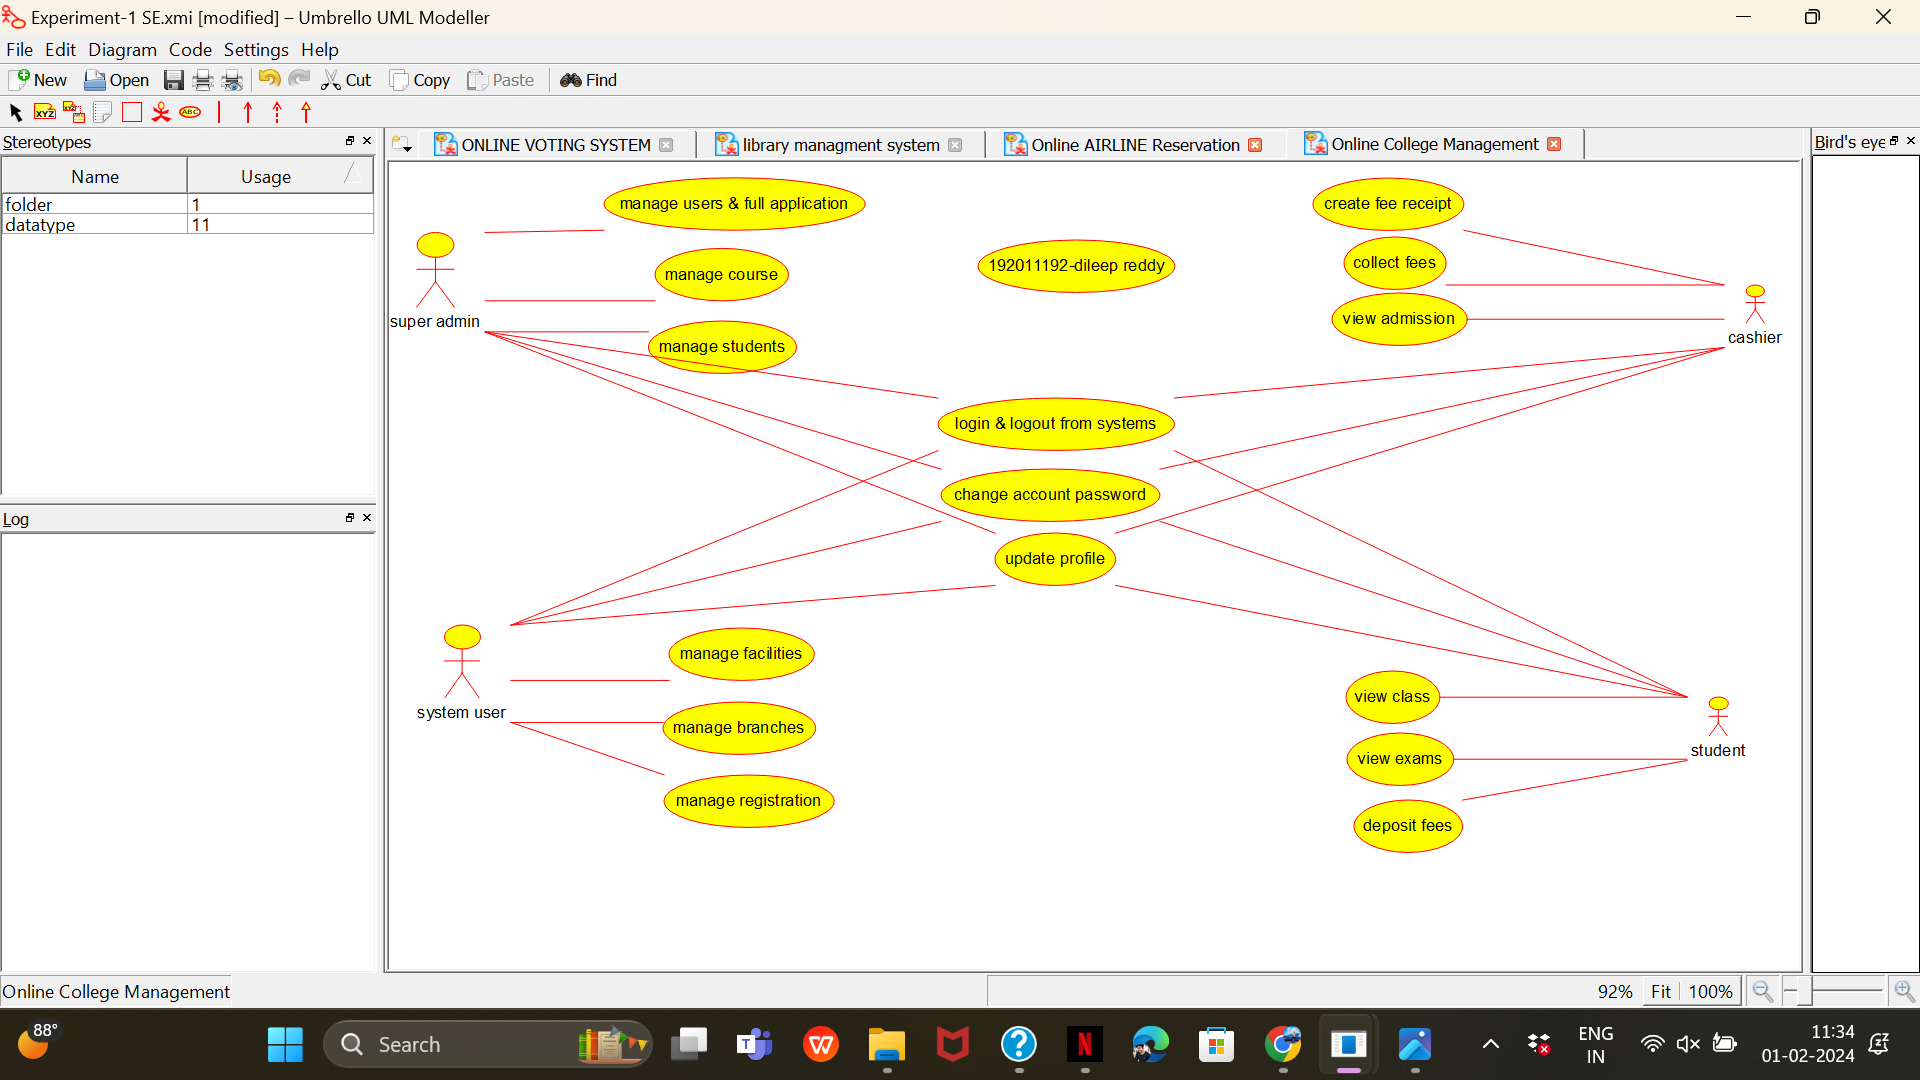 Experiment-1 SE.xmi [modified] – Umbrello UML Modeller
File Edit Diagram Code Settings Help
New Open Cut Copy Paste Find
XYZ XYZ ABC
Stereotypes
Name Usage
folder 1
datatype 11
Log
ONLINE VOTING SYSTEM
library managment system
Online AIRLINE Reservation
Online College Management
Bird's eye
manage users & full application
create fee receipt
manage course
192011192-dileep reddy
collect fees
super admin
view admission
cashier
manage students
login & logout from systems
change account password
update profile
manage facilities
system user
manage branches
manage registration
view class
student
view exams
deposit fees
Online College Management
92% Fit 100%
88°
Search
ENG
IN
11:34
01-02-2024